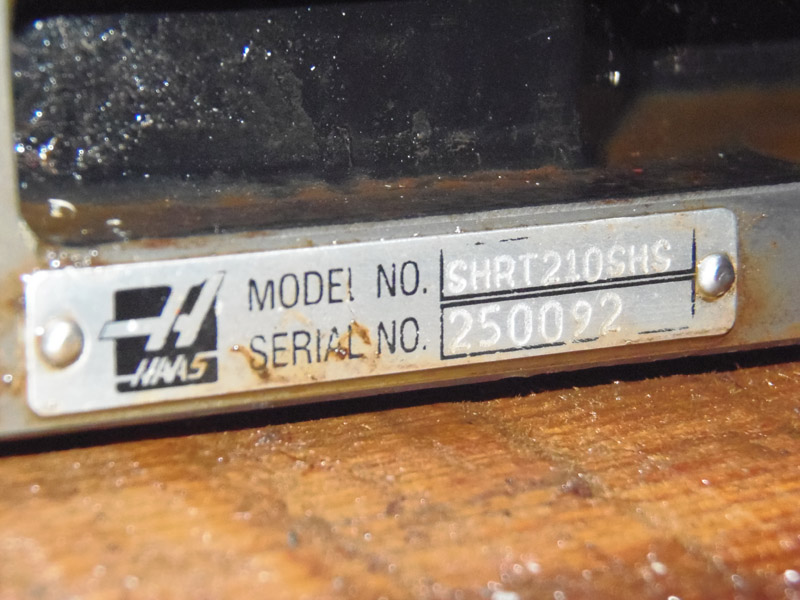 HAAS
MODEL NO. SHRT210SHS
SERIAL NO. 250092